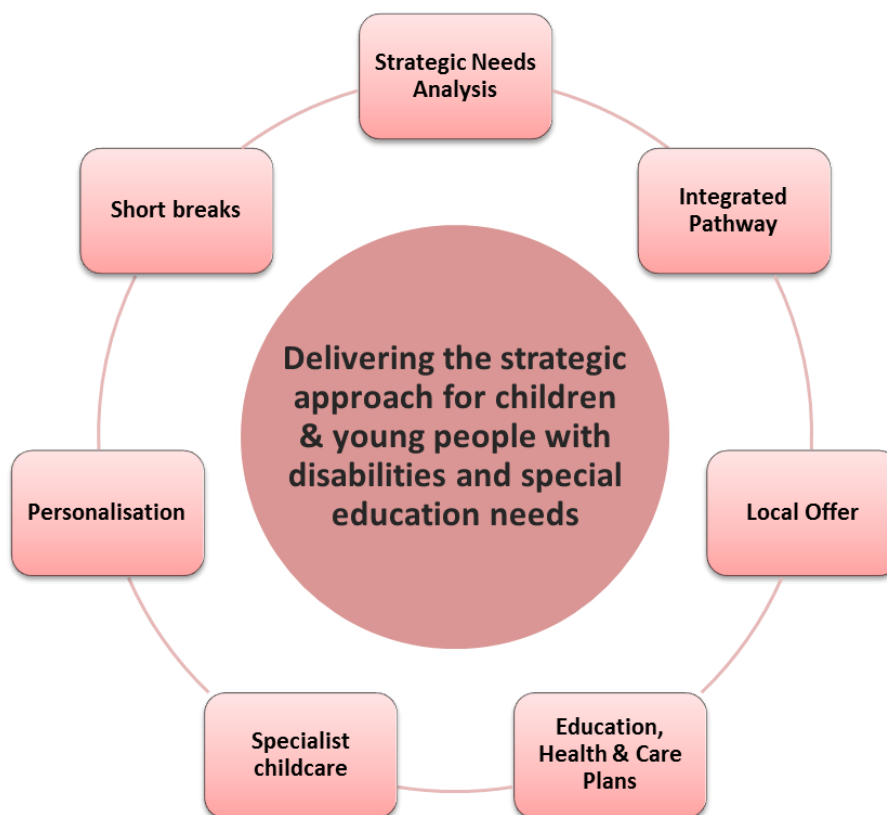 Strategic Needs
Analysis
Integrated
Pathway
Local Offer
Education,
Health & Care
Plans
Specialist
childcare
Personalisation
Short breaks
Delivering the strategic
approach for children
& young people with
disabilities and special
education needs